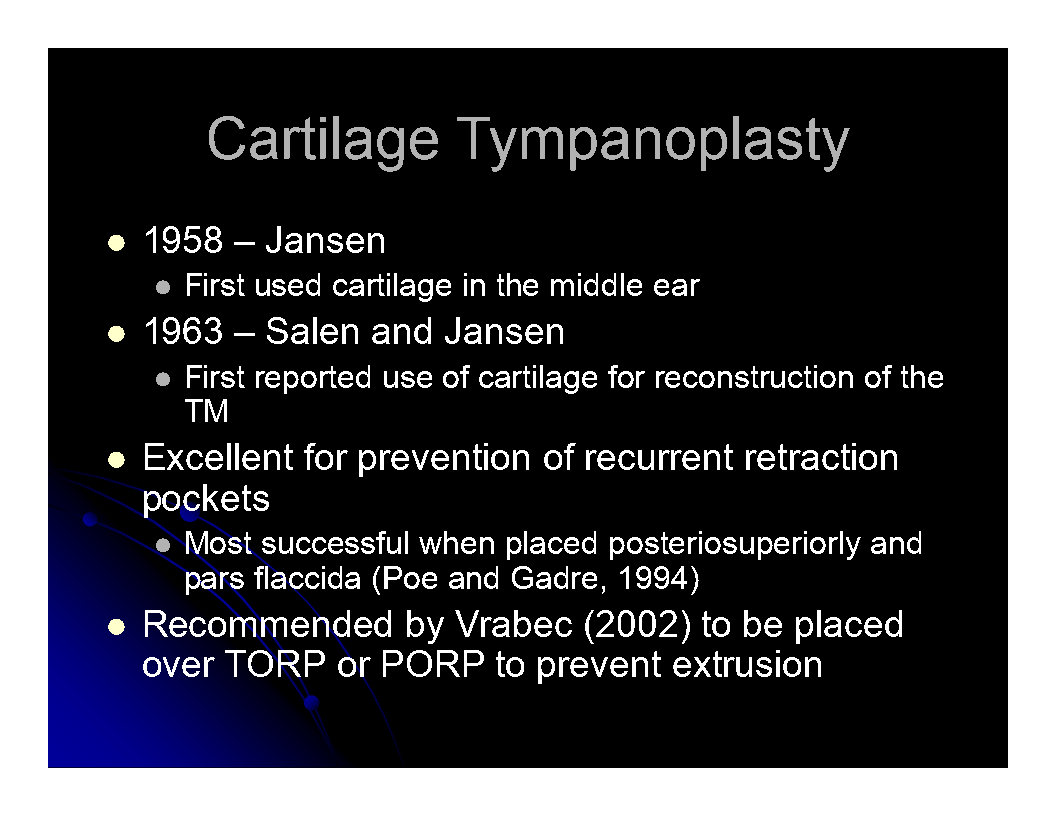 Cartilage Tympanoplasty
1958 – Jansen
First used cartilage in the middle ear
1963 – Salen and Jansen
First reported use of cartilage for reconstruction of the
TM
Excellent for prevention of recurrent retraction
pockets
Most successful when placed posteriosuperiorly and
pars flaccida (Poe and Gadre, 1994)
Recommended by Vrabec (2002) to be placed
over TORP or PORP to prevent extrusion